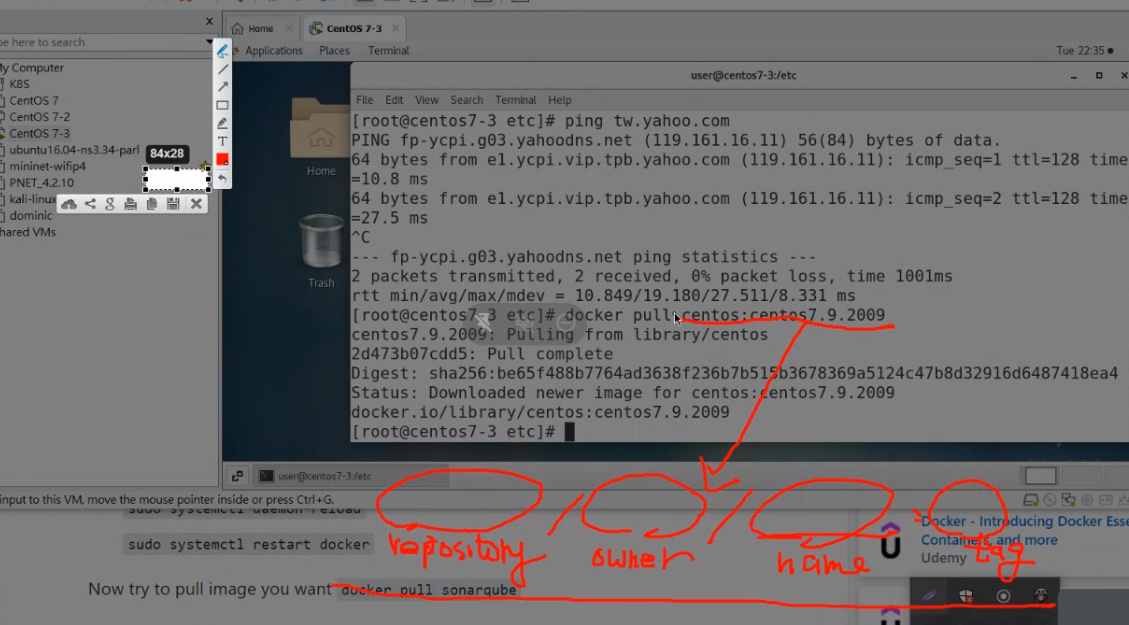 Home
CentOS 7-3
pe here to search
Applications Places Terminal
Tue 22:35
My Computer
K8S
CentOS 7
CentOS 7-2
CentOS 7-3
ubuntu16.04-ns3.34-parl
mininet-wifip4
PNET_4.2.10
kali-linux
dominic
hared VMs
84x28
T
Home
Trash
user@centos7-3:/etc
File Edit View Search Terminal Help
[root@centos7-3 etc]# ping tw.yahoo.com
PING fp-ycpi.g03.yahoodns.net (119.161.16.11) 56(84) bytes of data.
64 bytes from e1.ycpi.vip.tpb.yahoo.com (119.161.16.11): icmp_seq=1 ttl=128 time
=10.8 ms
64 bytes from e1.ycpi.vip.tpb.yahoo.com (119.161.16.11): icmp_seq=2 ttl=128 time
=27.5 ms
^C
--- fp-ycpi.g03.yahoodns.net ping statistics ---
2 packets transmitted, 2 received, 0% packet loss, time 1001ms
rtt min/avg/max/mdev = 10.849/19.180/27.511/8.331 ms
[root@centos7-3 etc]# docker pull centos:centos7.9.2009
centos7.9.2009: Pulling from library/centos
2d473b07cdd5: Pull complete
Digest: sha256:be65f488b7764ad3638f236b7b515b3678369a5124c47b8d32916d6487418ea4
Status: Downloaded newer image for centos:centos7.9.2009
docker.io/library/centos:centos7.9.2009
[root@centos7-3 etc]#
user@centos7-3:/etc
input to this VM, move the mouse pointer inside or press Ctrl+G.
sudo systemctl daemon-reload
sudo systemctl restart docker
Now try to pull image you want docker pull sonarqube
/ / :
repository owner name tag
Docker - Introducing Docker Esse
Containers, and more
Udemy